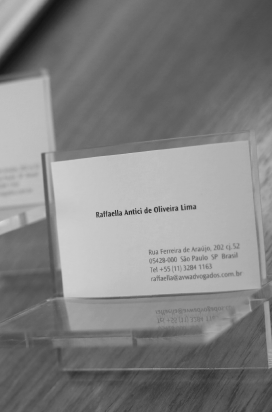 Raffaella Antici de Oliveira Lima
Rua Ferreira de Araújo, 202 cj. 52
05428-000 São Paulo SP Brasil
Tel +55 (11) 3284 1163
raffaella@avwadvogados.com.br